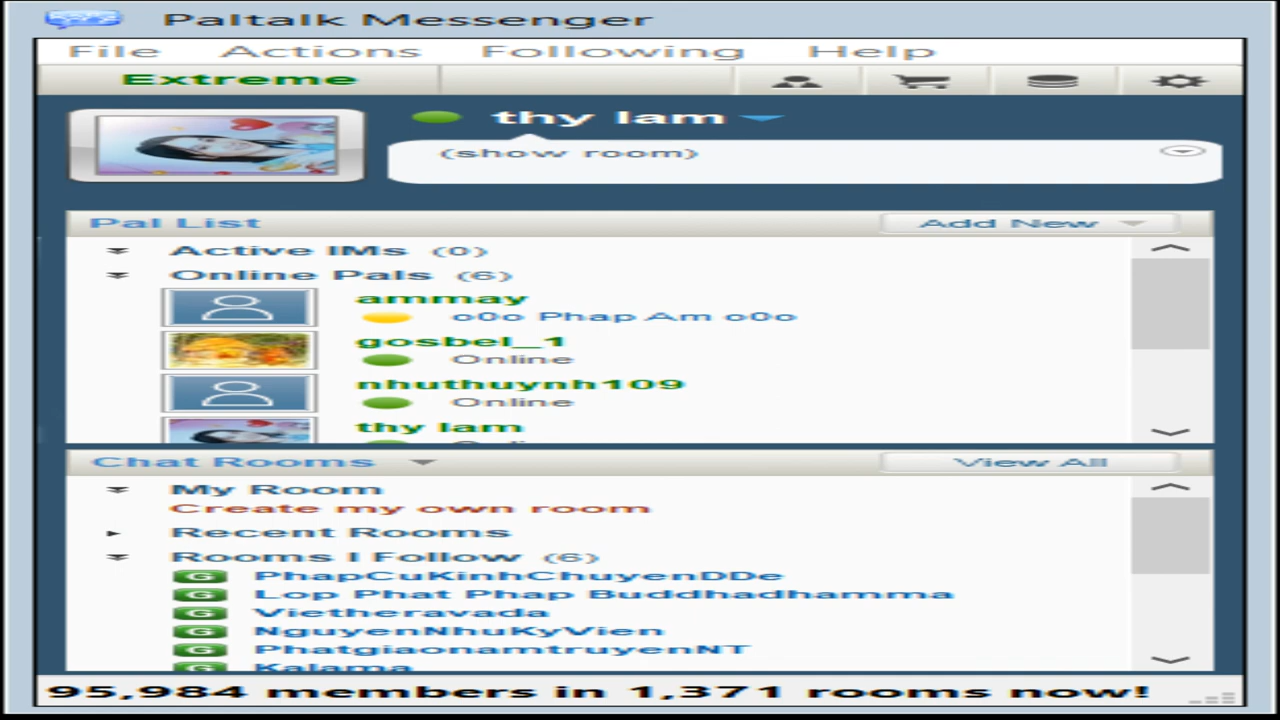 Paltalk Messenger
File Actions Following Help
Extreme
thy lam
(show room)
Pal List Add New
Active IMs (0)
Online Pals (6)
ammay
o0o Phap Am o0o
gosbel_1
Online
nhuthuynh109
Online
thy lam
Chat Rooms View All
My Room
Create my own room
Recent Rooms
Rooms I Follow (6)
G PhapCuKinhChuyenDDe
G Lop Phat Phap Buddhadhamma
G Vietheravada
G NguyenNhuKyVien
G PhatgiaonamtruyenNT
G Kalama
95,984 members in 1,371 rooms now!